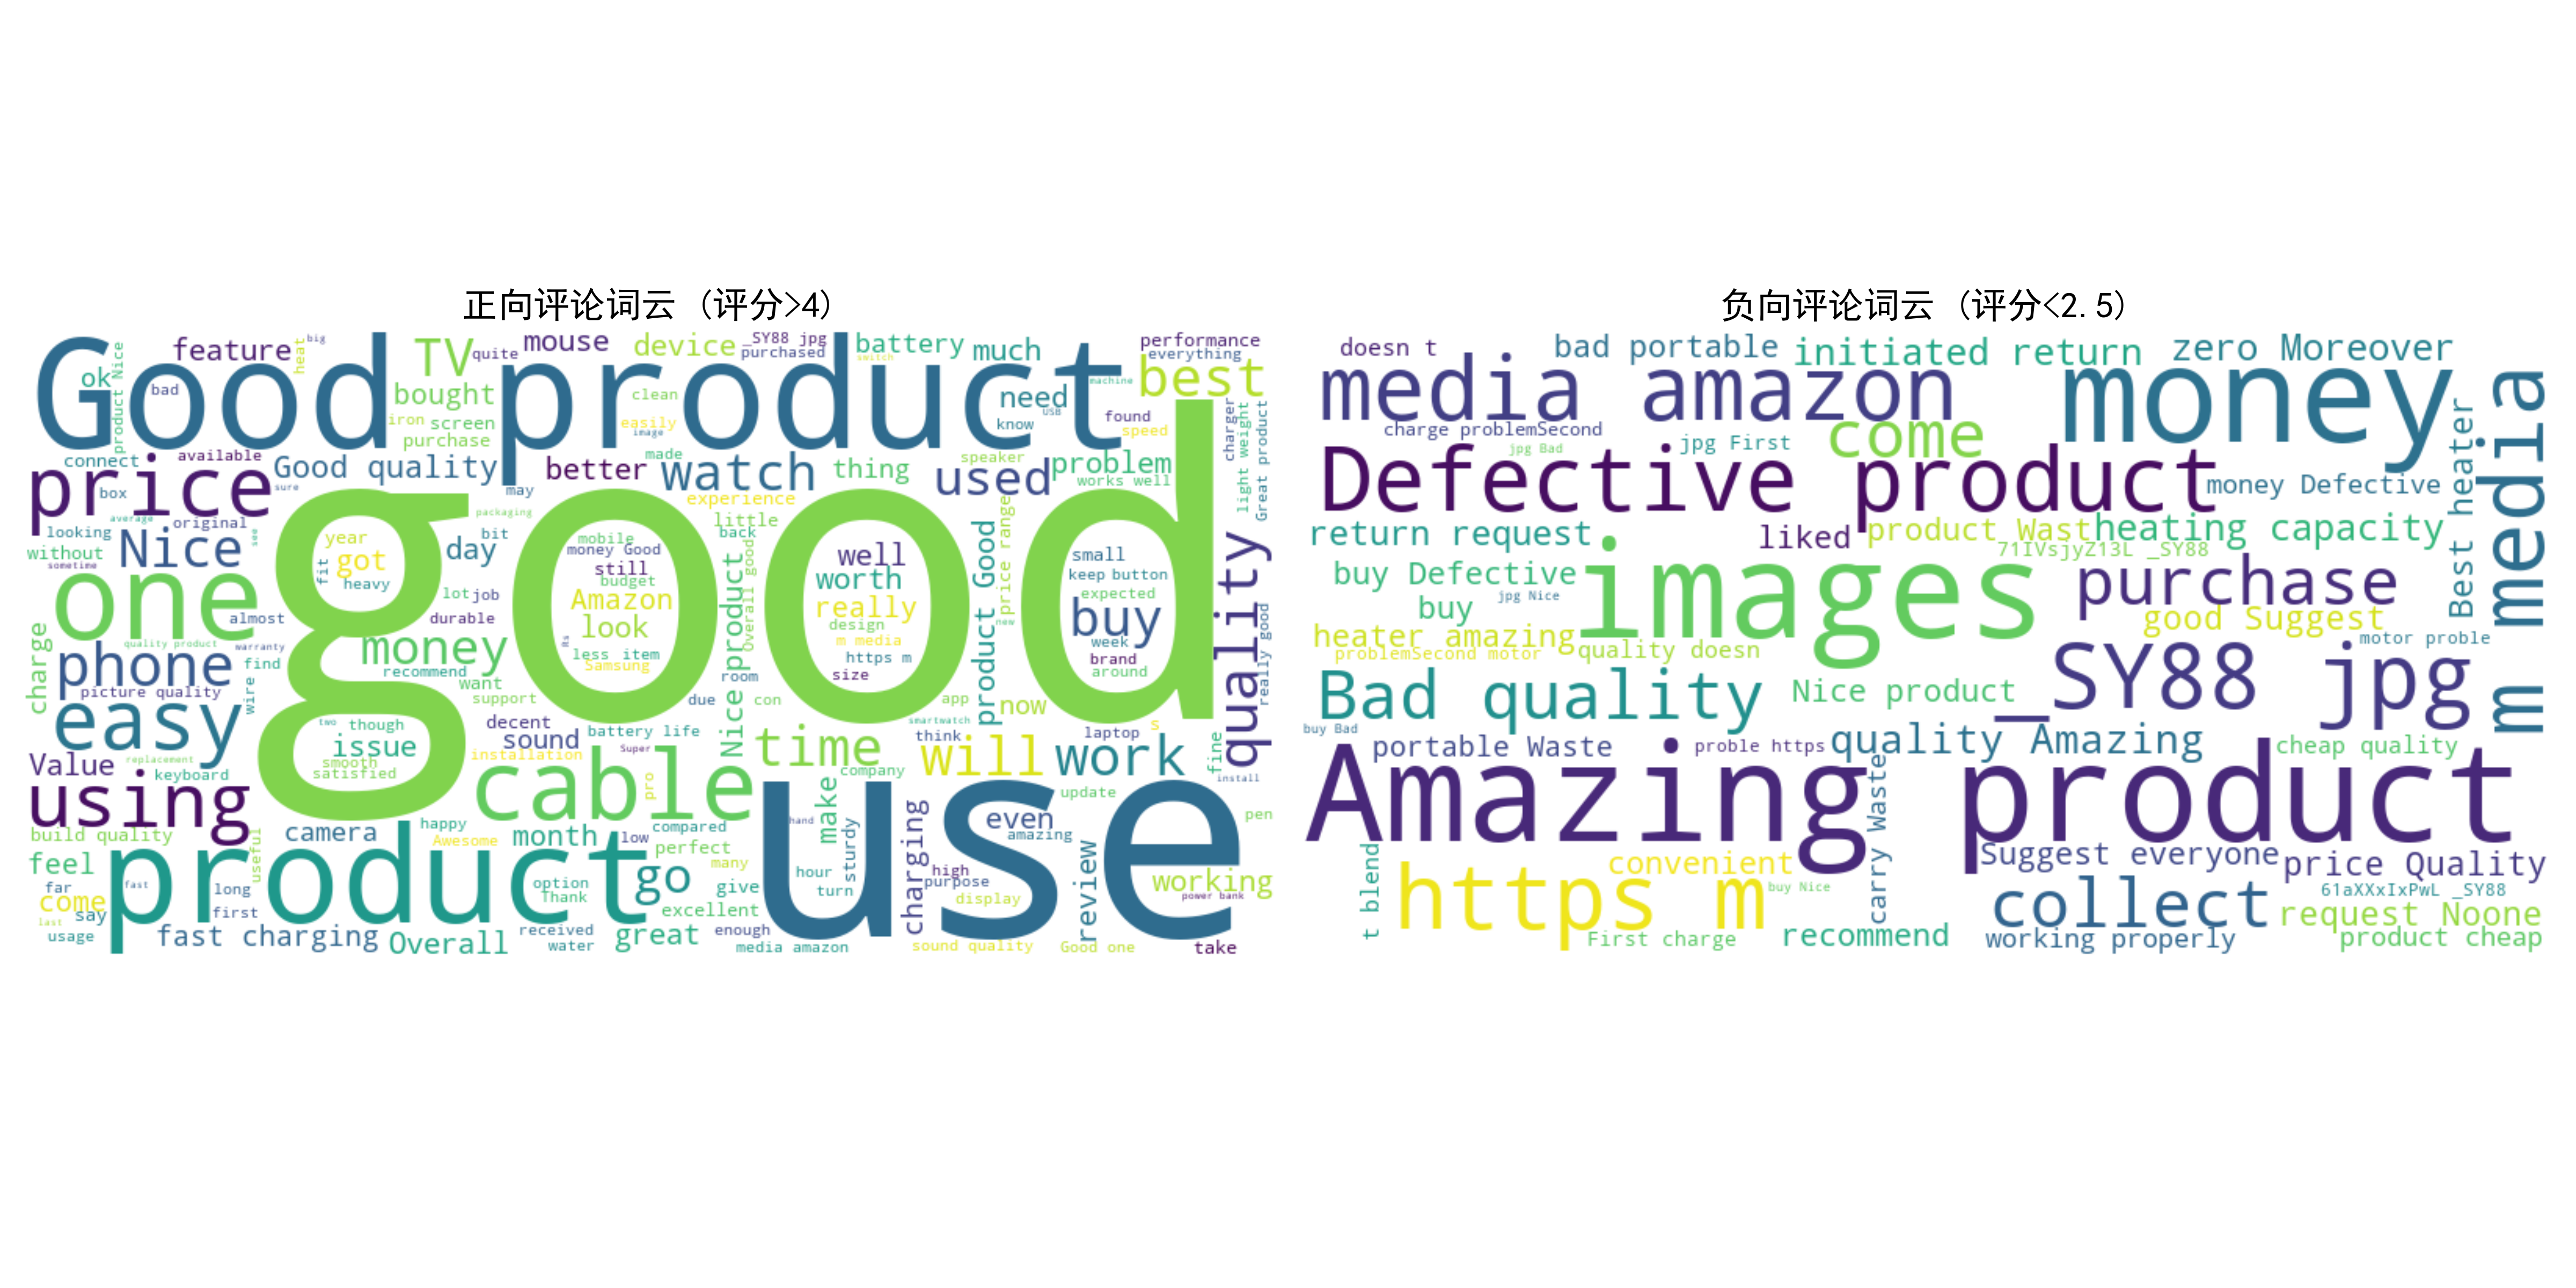 正向评论词云 (评分>4)
Good product
good
use
product
one
price
cable
quality
easy
using
phone
Nice
money
watch
used
best
buy
time
will
work
go
TV
feature
quite
mouse
device
_SY88 jpg
purchased
battery
switch
much
performance
everything
big
heat
ok
product Nice
bad
bought
iron
screen
purchase
clean
easily
image
need
machine
USB
know
found
speed
charger
light weight
Great product
connect
available
Good quality
sure
better
made
thing
speaker
problem
works well
box
may
experience
packaging
average
original
looking
see
without
sometime
year
got
fit
heavy
day
bit
lot
job
durable
almost
mobile
money Good
still
budget
Amazon
look
Rs
less item
Samsung
little
back
Overall good
Nice product
well
worth
really
design
m media
https m
size
product Good
price range
new
small
keep
button
expected
week
brand
around
really good
charge
quality product
warranty
find
picture quality
wire
recommend
want
support
room
due
con
app
now
smartwatch
s
two
though
issue
smooth
satisfied
decent
sound
battery life
installation
Super
think
laptop
fine
install
Value
replacement
keyboard
pro
company
make
update
build quality
useful
camera
happy
Awesome
month
low
compared
perfect
many
hand
sturdy
charging
even
amazing
review
pen
feel
far
fast
long
option
Thank
give
hour
turn
high
purpose
display
working
power bank
come
say
first
excellent
last
usage
fast charging
Overall
received
water
great
enough
media amazon
sound quality
Good one
take
负向评论词云 (评分<2.5)
doesn t
bad portable
initiated return
zero Moreover
media amazon
money
charge problemSecond
jpg Bad
jpg First
come
Defective product
money Defective
Best heater
m media
return request
liked
product Wast
heating capacity
71IVsjyZ13L _SY88
buy Defective
images
purchase
buy
jpg Nice
good Suggest
heater amazing
problemSecond motor
quality doesn
motor proble
Bad quality
Nice product
_SY88 jpg
buy Bad
portable Waste
proble https
quality Amazing
cheap quality
Amazing product
carry Waste
t blend
convenient
Suggest everyone
price Quality
https m
buy Nice
collect
61aXXxIxPwL _SY88
request Noone
First charge
recommend
working properly
product cheap